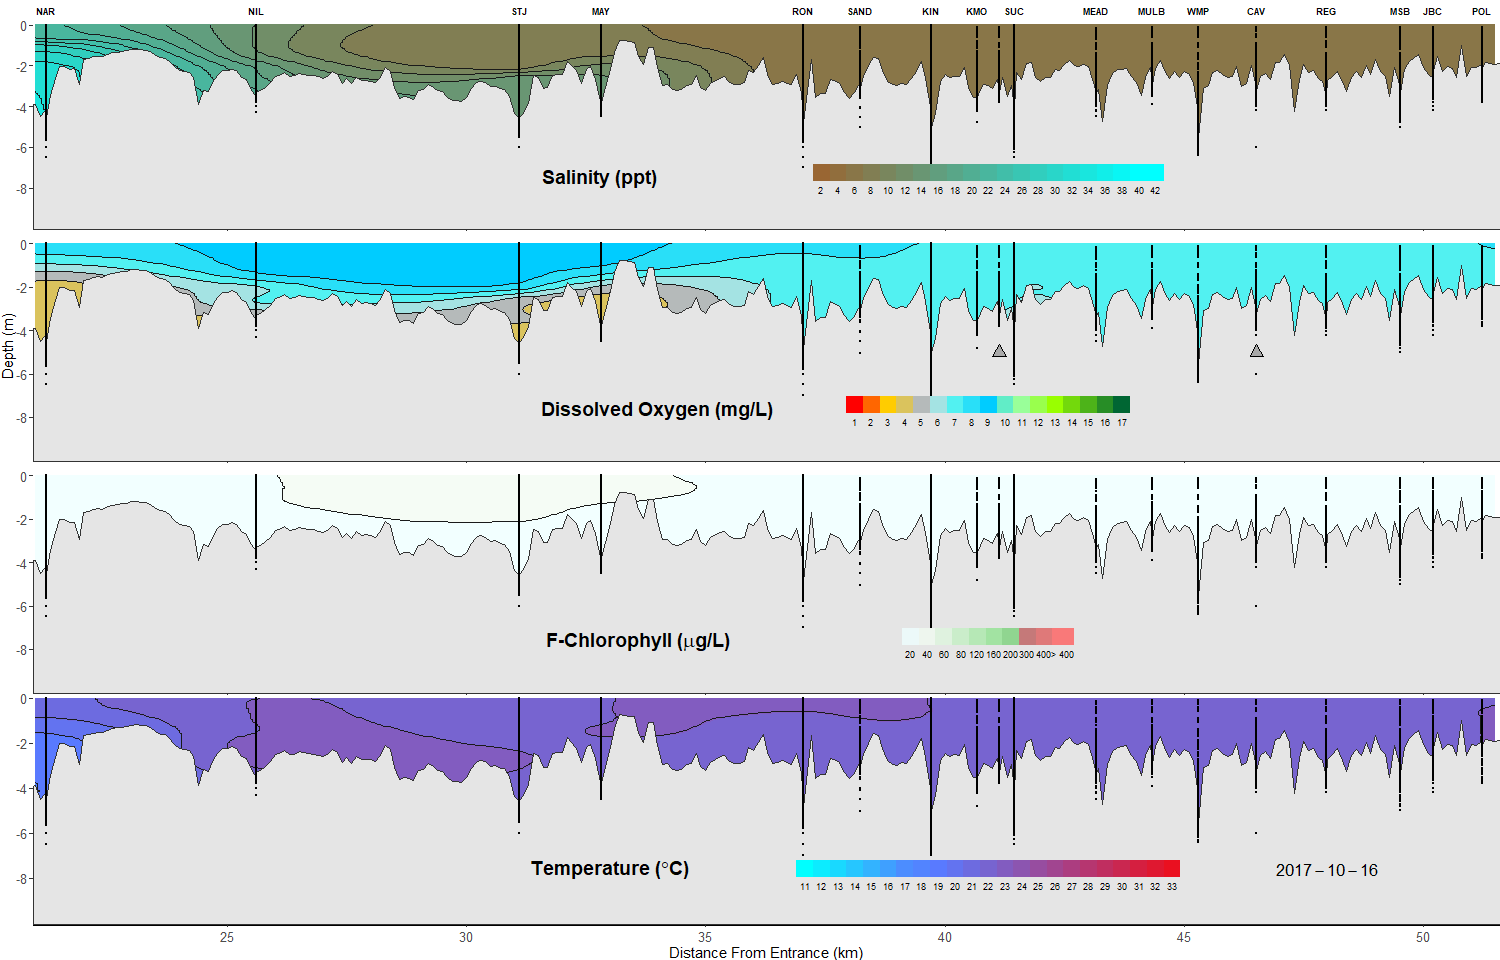 NAR NIL STJ MAY RON SAND KIN KMO SUC MEAD MULB WMP CAV REG MSB JBC POL
0
-2
-4
-6
-8
Salinity (ppt)
2 4 6 8 10 12 14 16 18 20 22 24 26 28 30 32 34 36 38 40 42
0
-2
-4
-6
-8
Depth (m)
Dissolved Oxygen (mg/L)
1 2 3 4 5 6 7 8 9 10 11 12 13 14 15 16 17
0
-2
-4
-6
-8
F-Chlorophyll (μg/L)
20 40 60 80 120 160 200 300 400> 400
0
-2
-4
-6
-8
Temperature (°C)
11 12 13 14 15 16 17 18 19 20 21 22 23 24 25 26 27 28 29 30 31 32 33
2017 – 10 – 16
25 30 35 40 45 50
Distance From Entrance (km)